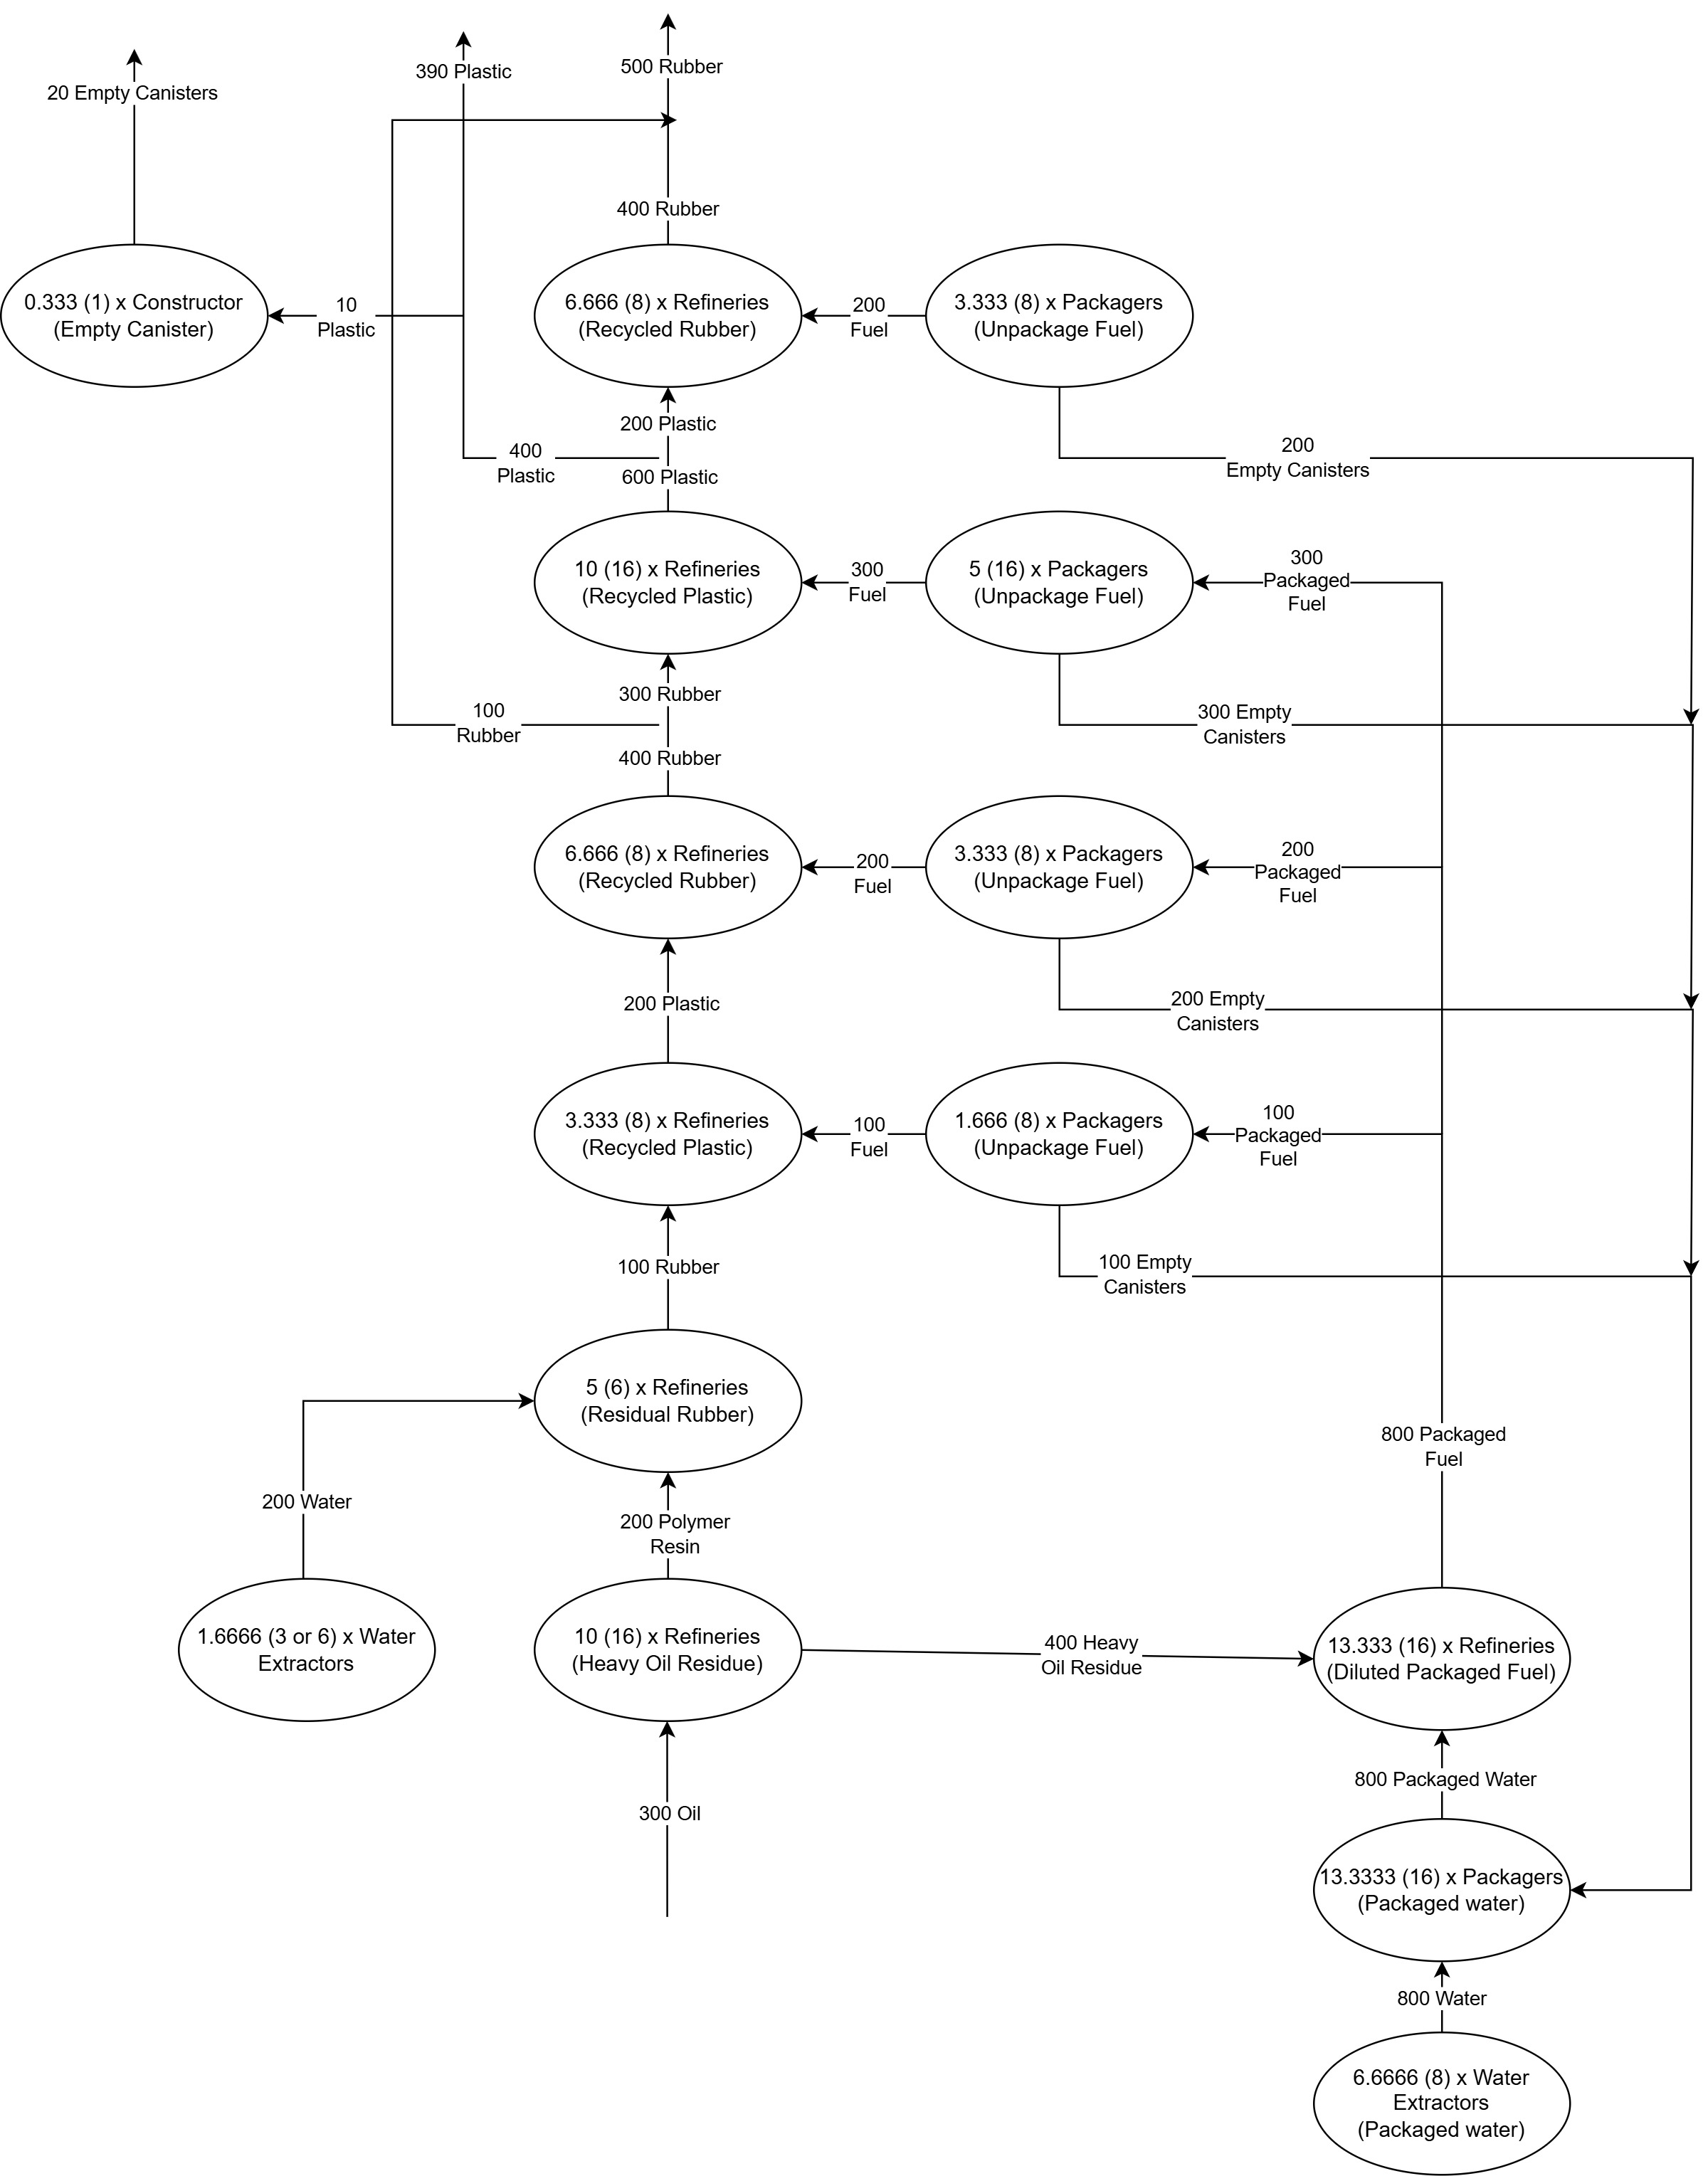 500 Rubber
390 Plastic
20 Empty Canisters
400 Rubber
0.333 (1) x Constructor
(Empty Canister)
10
Plastic
6.666 (8) x Refineries
(Recycled Rubber)
200
Fuel
3.333 (8) x Packagers
(Unpackage Fuel)
200 Plastic
400
Plastic
600 Plastic
200
Empty Canisters
10 (16) x Refineries
(Recycled Plastic)
300
Fuel
5 (16) x Packagers
(Unpackage Fuel)
300
Packaged
Fuel
300 Rubber
100
Rubber
300 Empty
Canisters
400 Rubber
6.666 (8) x Refineries
(Recycled Rubber)
200
Fuel
3.333 (8) x Packagers
(Unpackage Fuel)
200
Packaged
Fuel
200 Plastic
200 Empty
Canisters
3.333 (8) x Refineries
(Recycled Plastic)
100
Fuel
1.666 (8) x Packagers
(Unpackage Fuel)
100
Packaged
Fuel
100 Rubber
100 Empty
Canisters
5 (6) x Refineries
(Residual Rubber)
800 Packaged
Fuel
200 Water
200 Polymer
Resin
1.6666 (3 or 6) x Water
Extractors
10 (16) x Refineries
(Heavy Oil Residue)
400 Heavy
Oil Residue
13.333 (16) x Refineries
(Diluted Packaged Fuel)
800 Packaged Water
300 Oil
13.3333 (16) x Packagers
(Packaged water)
800 Water
6.6666 (8) x Water
Extractors
(Packaged water)